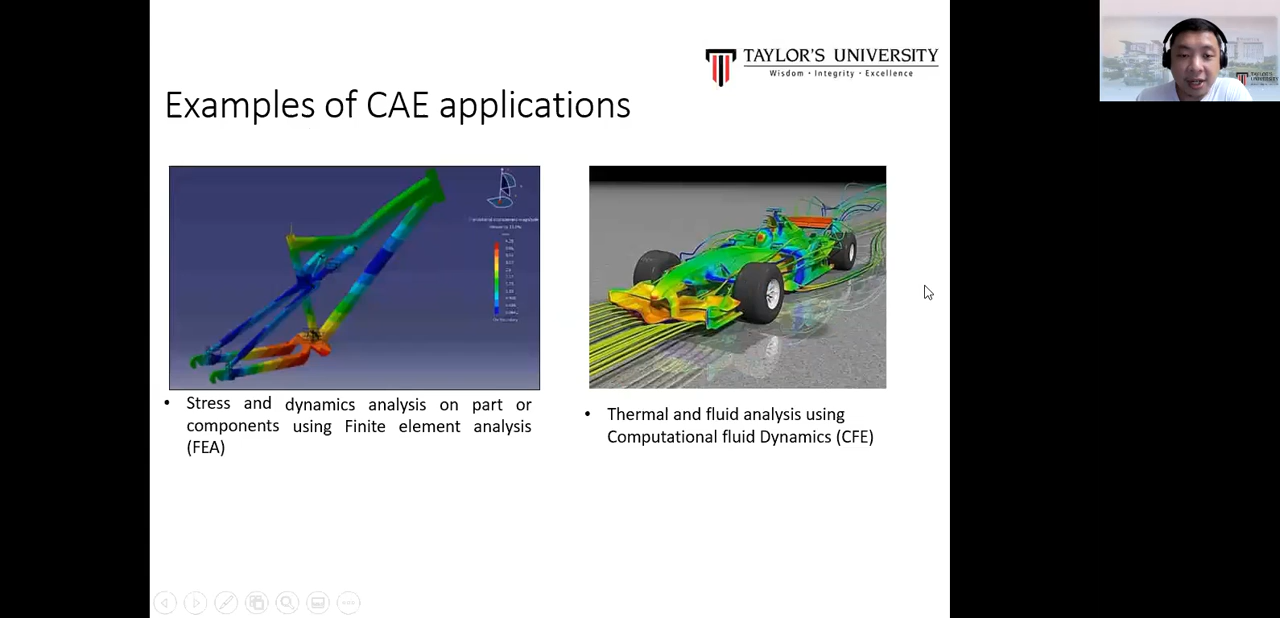 TAYLOR'S UNIVERSITY
Wisdom · Integrity · Excellence
Examples of CAE applications
• Stress and dynamics analysis on part or
components using Finite element analysis
(FEA)
• Thermal and fluid analysis using
Computational fluid Dynamics (CFE)
TAYLOR'S